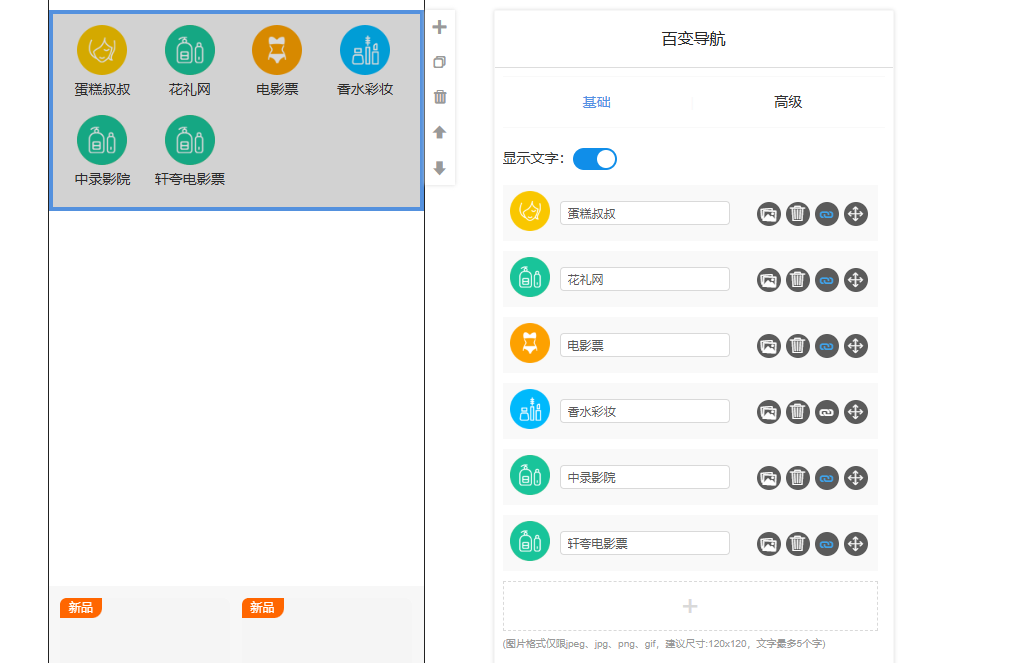 蛋糕叔叔 花礼网 电影票 香水彩妆
中录影院 轩夸电影票
新品 新品
百变导航
基础 高级
显示文字：
蛋糕叔叔
花礼网
电影票
香水彩妆
中录影院
轩夸电影票
(图片格式仅限jpeg、jpg、png、gif，建议尺寸:120x120，文字最多5个字)